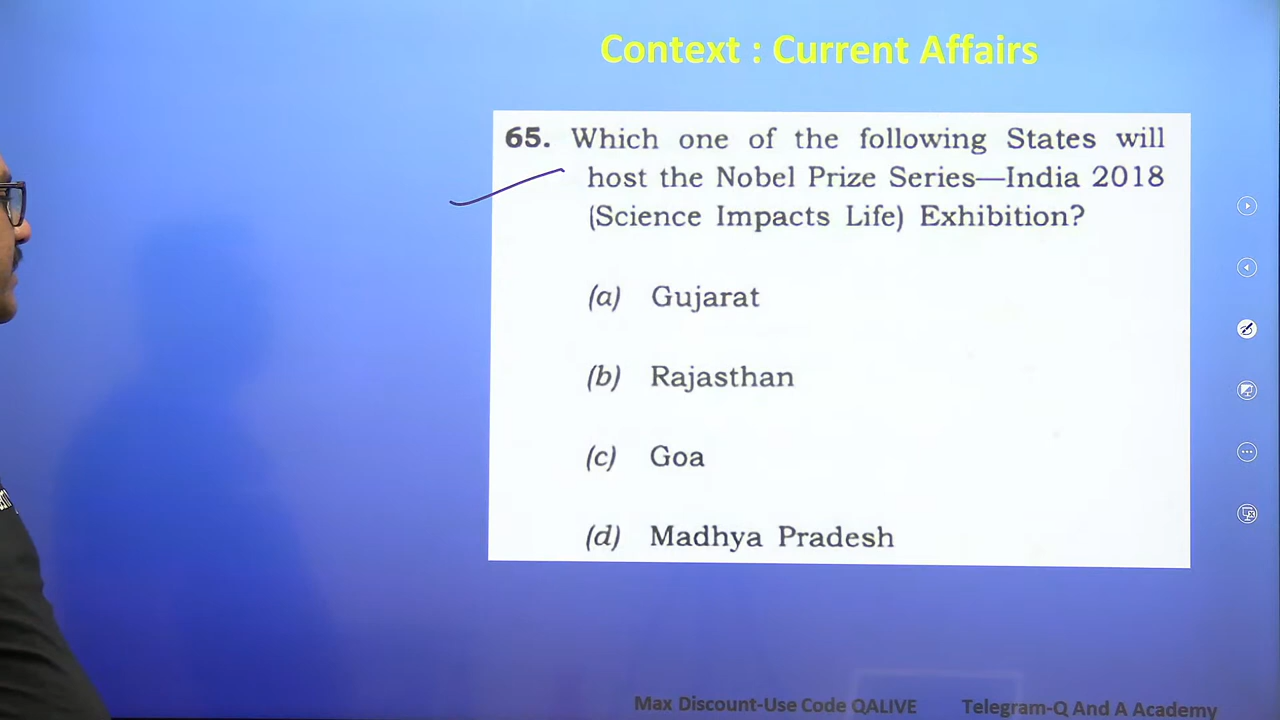 Context : Current Affairs
65. Which one of the following States will
host the Nobel Prize Series—India 2018
(Science Impacts Life) Exhibition?
(a) Gujarat
(b) Rajasthan
(c) Goa
(d) Madhya Pradesh
Max Discount-Use Code QALIVE Telegram-Q And A Academy